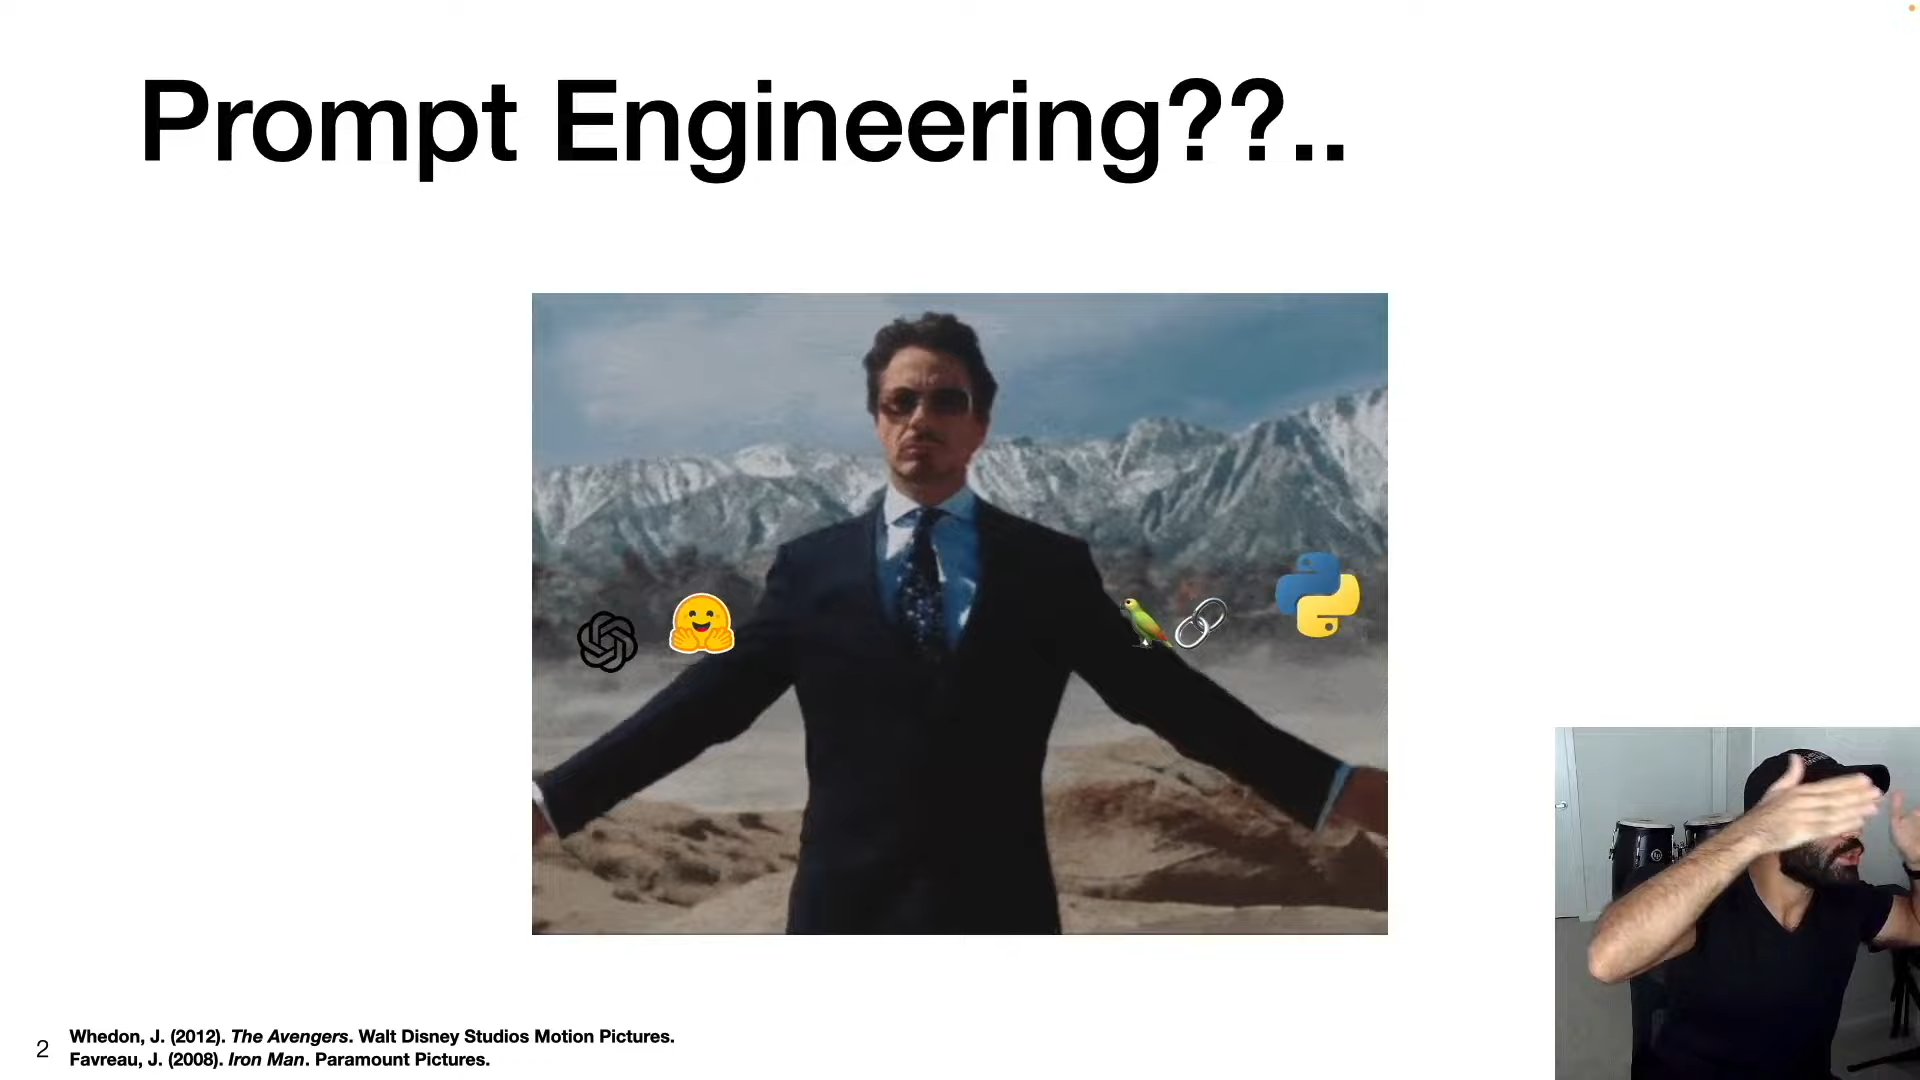 Prompt Engineering??..
2
Whedon, J. (2012). The Avengers. Walt Disney Studios Motion Pictures.
Favreau, J. (2008). Iron Man. Paramount Pictures.